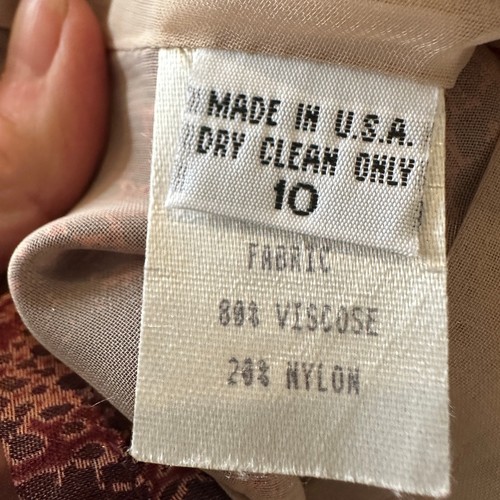 MADE IN U.S.A.
DRY CLEAN ONLY
10
FABRIC
80% VISCOSE
20% NYLON